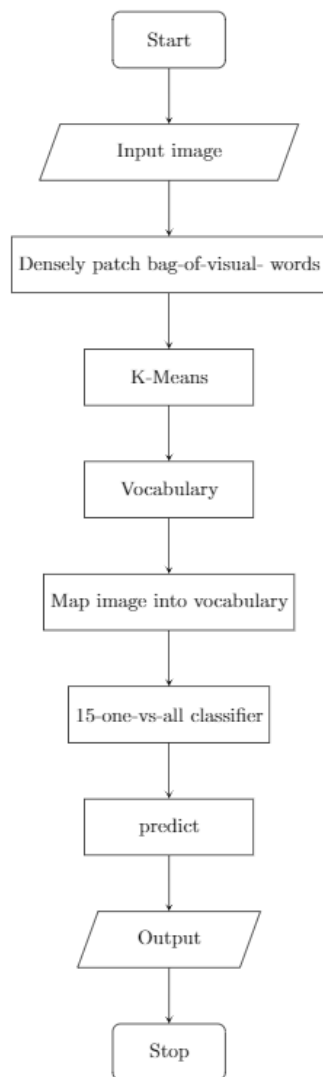 Start
Input image
Densely patch bag-of-visual- words
K-Means
Vocabulary
Map image into vocabulary
15-one-vs-all classifier
predict
Output
Stop